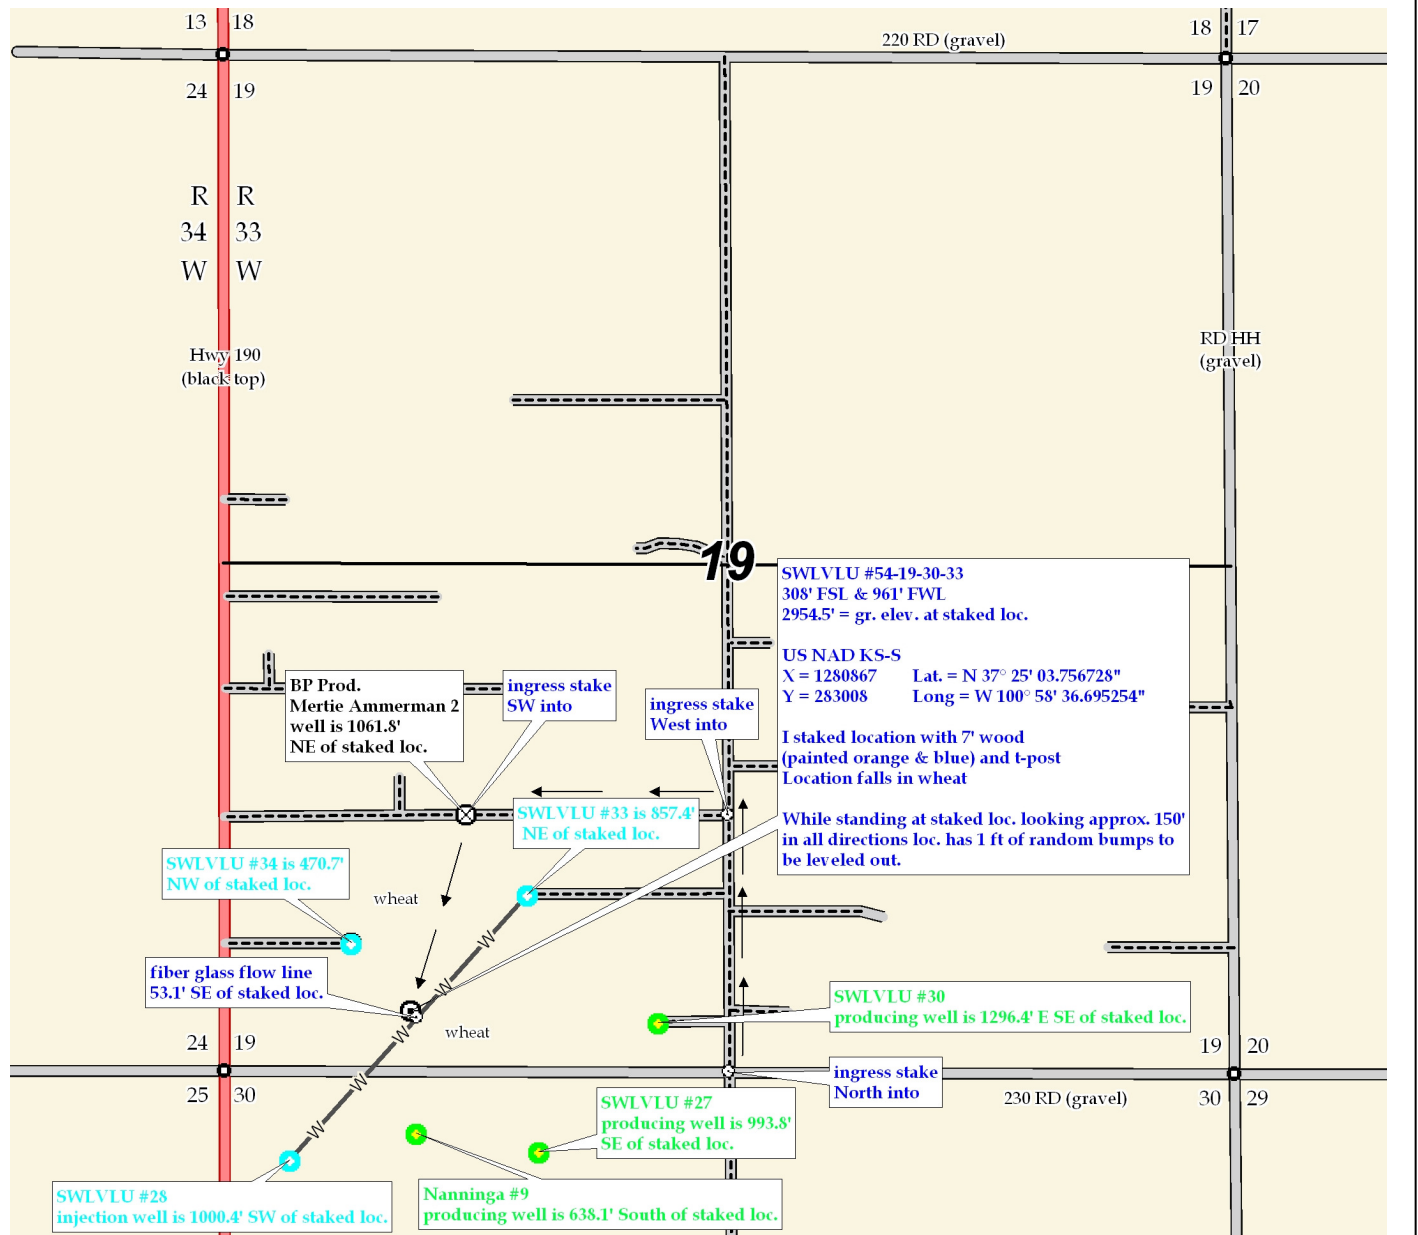 13 18
18 17
220 RD (gravel)
24 19
19 20
R R
34 33
W W
Hwy 190
(black top)
RD HH
(gravel)
19
SWLVLU #54-19-30-33
308' FSL & 961' FWL
2954.5' = gr. elev. at staked loc.
US NAD KS-S
X = 1280867 Lat. = N 37° 25' 03.756728"
Y = 283008 Long = W 100° 58' 36.695254"
I staked location with 7' wood
(painted orange & blue) and t-post
Location falls in wheat
While standing at staked loc. looking approx. 150'
in all directions loc. has 1 ft of random bumps to
be leveled out.
BP Prod.
Mertie Ammerman 2
well is 1061.8'
NE of staked loc.
ingress stake
SW into
ingress stake
West into
SWLVLU #33 is 857.4'
NE of staked loc.
SWLVLU #34 is 470.7'
NW of staked loc.
wheat
W
W
W
W
W
fiber glass flow line
53.1' SE of staked loc.
wheat
SWLVLU #30
producing well is 1296.4' E SE of staked loc.
24 19
19 20
ingress stake
North into
25 30
230 RD (gravel)
30 29
SWLVLU #27
producing well is 993.8'
SE of staked loc.
SWLVLU #28
injection well is 1000.4' SW of staked loc.
Nanninga #9
producing well is 638.1' South of staked loc.